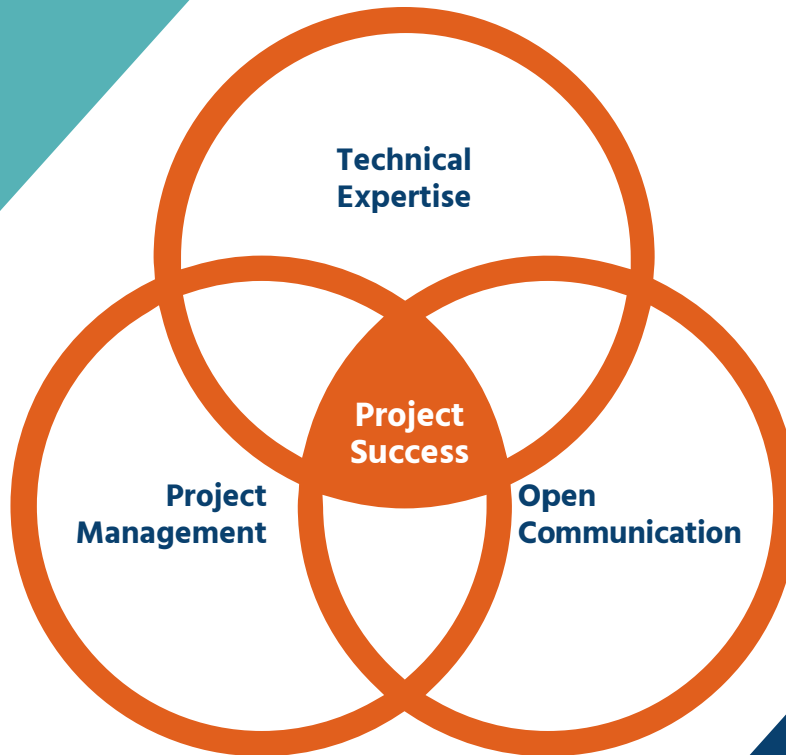 Technical
Expertise
Project
Success
Project
Management
Open
Communication